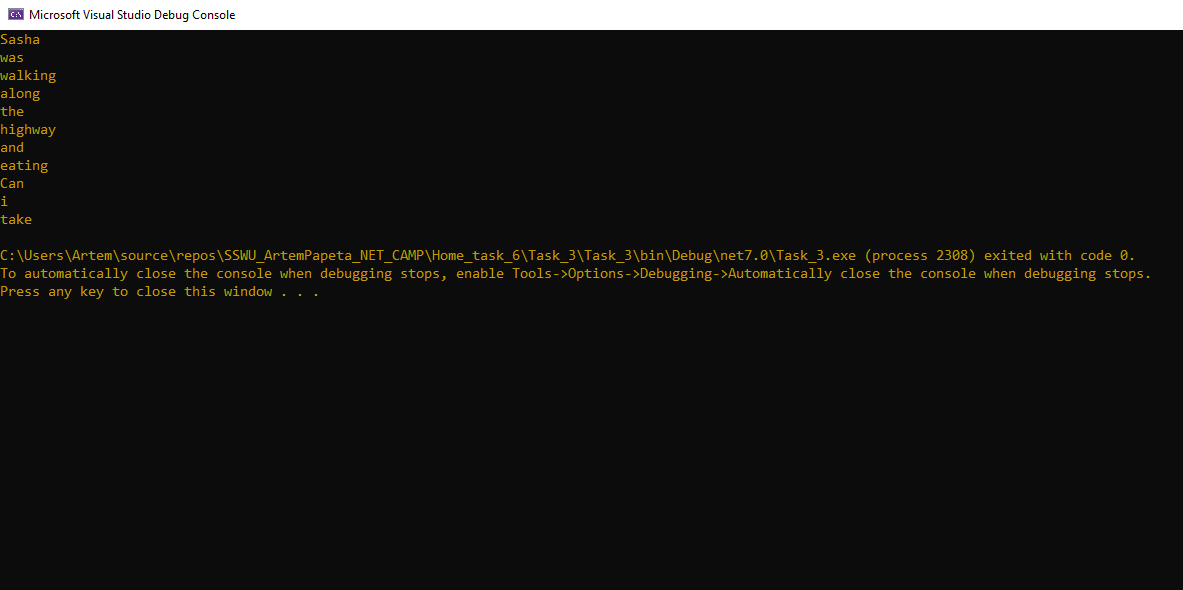 Microsoft Visual Studio Debug Console
Sasha
was
walking
along
the
highway
and
eating
Can
i
take
C:\Users\Artem\source\repos\SSWU_ArtemPapeta_NET_CAMP\Home_task_6\Task_3\Task_3\bin\Debug\net7.0\Task_3.exe (process 2308) exited with code 0.
To automatically close the console when debugging stops, enable Tools->Options->Debugging->Automatically close the console when debugging stops.
Press any key to close this window . . .